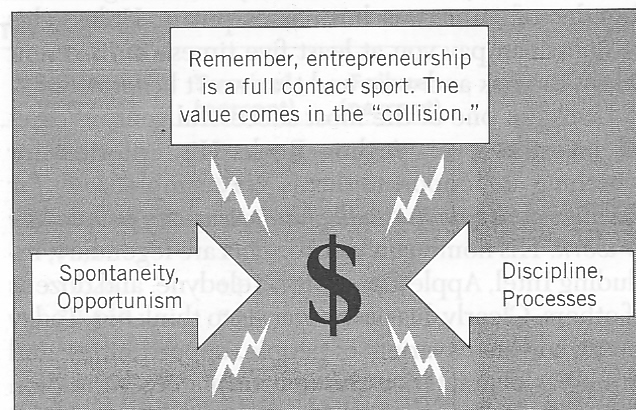 Remember, entrepreneurship
is a full contact sport. The
value comes in the “collision.”
Spontaneity,
Opportunism
$
Discipline,
Processes